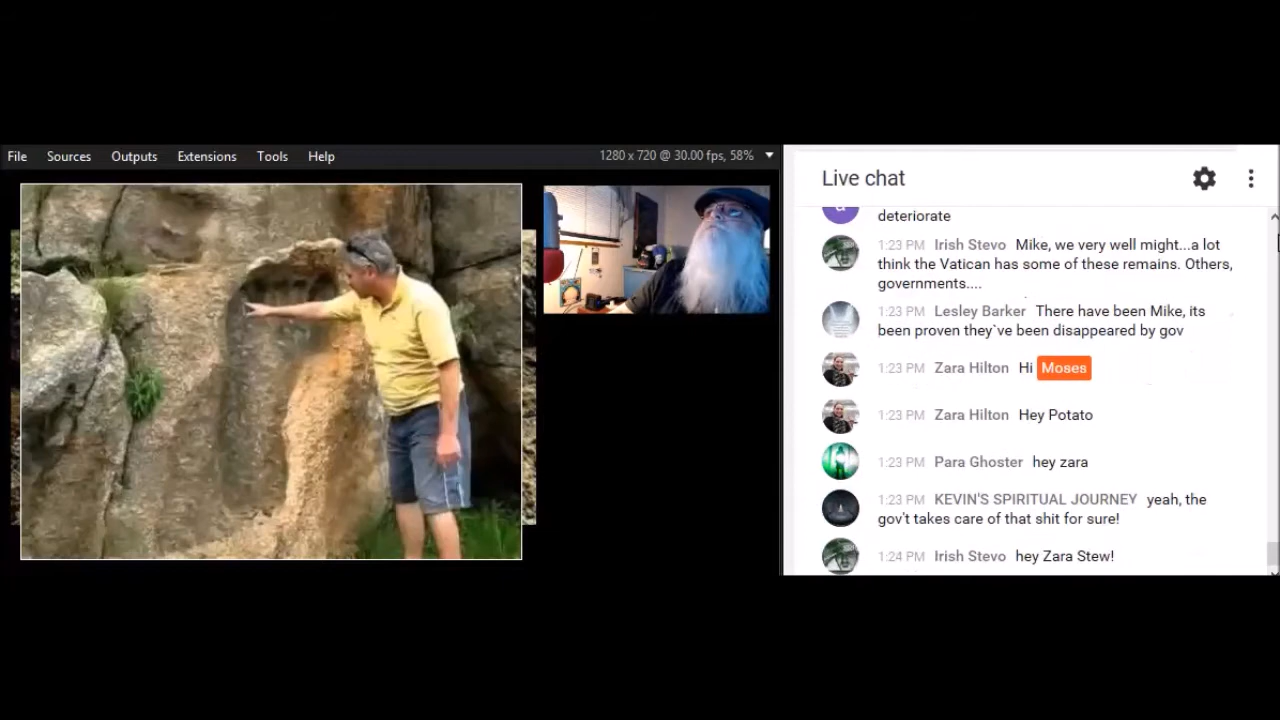 File Sources Outputs Extensions Tools Help 1280 x 720 @ 30.00 fps, 58%
Live chat
deteriorate
1:23 PM Irish Stevo Mike, we very well might...a lot
think the Vatican has some of these remains. Others,
governments....
1:23 PM Lesley Barker There have been Mike, its
been proven they`ve been disappeared by gov
1:23 PM Zara Hilton Hi Moses
1:23 PM Zara Hilton Hey Potato
1:23 PM Para Ghoster hey zara
1:23 PM KEVIN'S SPIRITUAL JOURNEY yeah, the
gov't takes care of that shit for sure!
1:24 PM Irish Stevo hey Zara Stew!